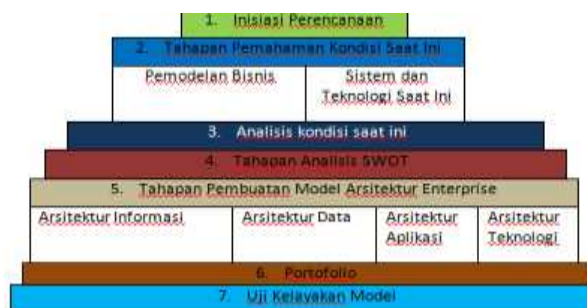 1. Inisiasi Perencanaan
2. Tahapan Pemahaman Kondisi Saat Ini
Pemodelan Bisnis
Sistem dan
Teknologi Saat Ini
3. Analisis kondisi saat ini
4. Tahapan Analisis SWOT
5. Tahapan Pembuatan Model Arsitektur Enterprise
Arsitektur Informasi
Arsitektur Data
Arsitektur
Aplikasi
Arsitektur
Teknologi
6. Portofolio
7. Uji Kelayakan Model